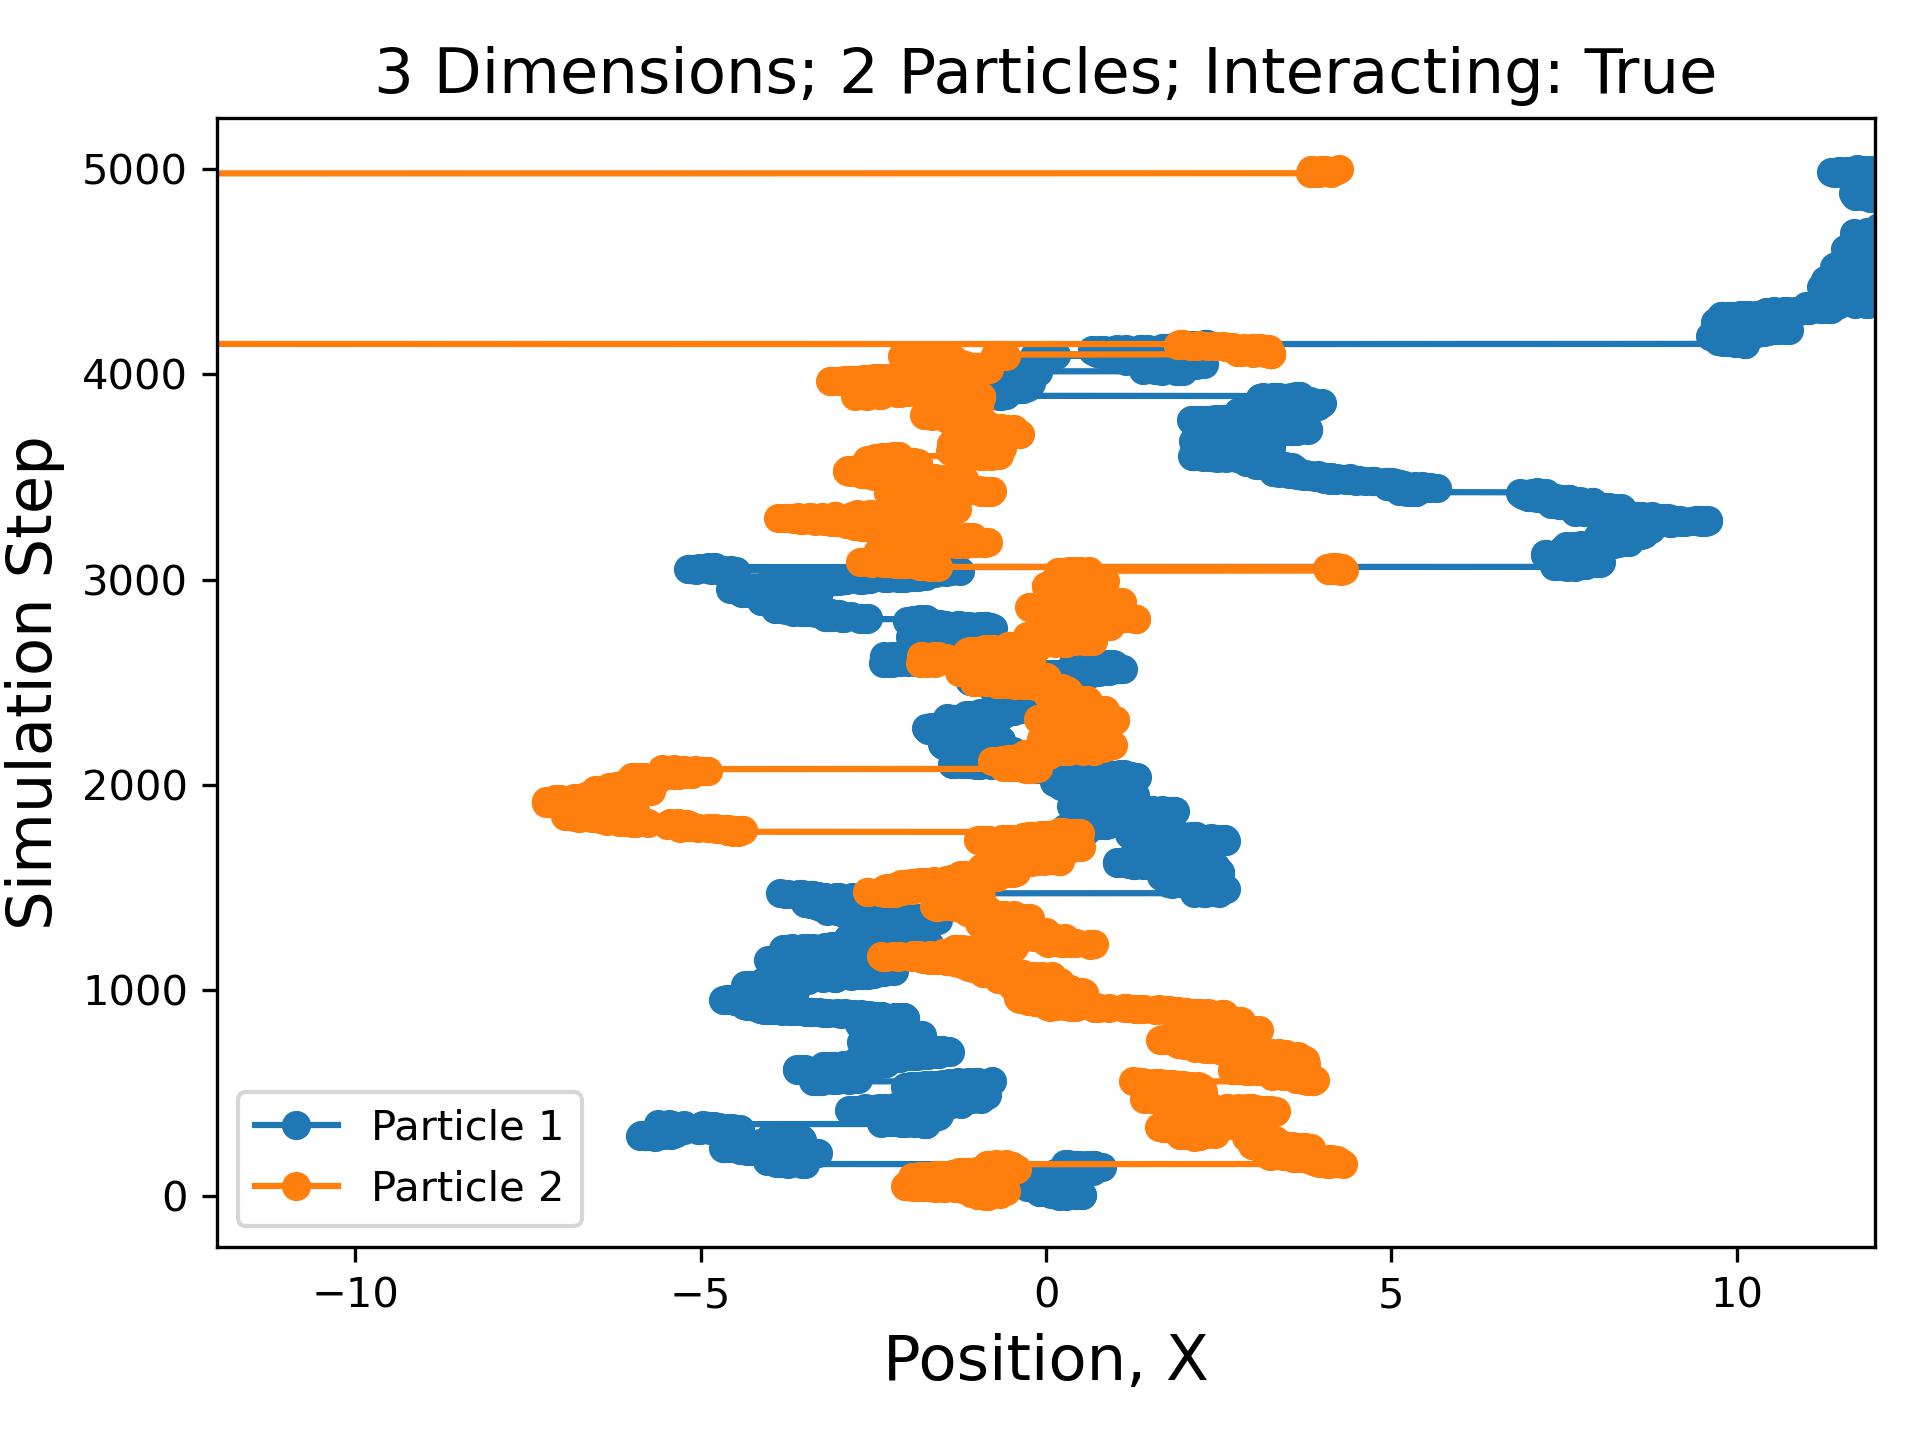 3 Dimensions; 2 Particles; Interacting: True
Simulation Step
5000
4000
3000
2000
1000
0
Particle 1
Particle 2
−10
−5
0
5
10
Position, X